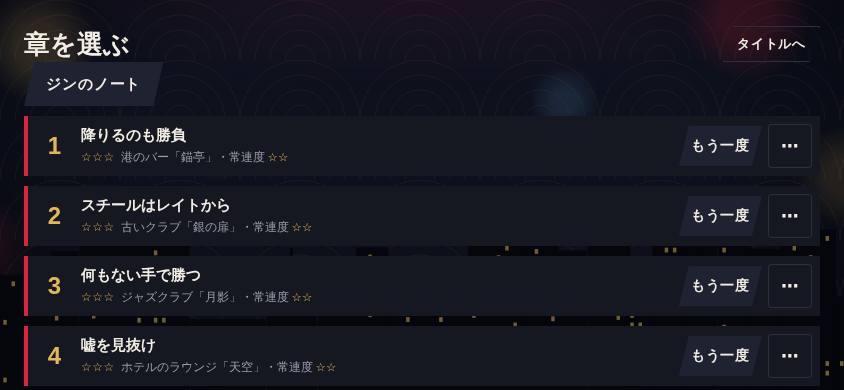 章を選ぶ
タイトルへ
ジンのノート
1
降りるのも勝負
☆☆☆ 港のバー「錨亭」・常連度 ☆☆
もう一度
…
2
スチールはレイトから
☆☆☆ 古いクラブ「銀の扉」・常連度 ☆☆
もう一度
…
3
何もない手で勝つ
☆☆☆ ジャズクラブ「月影」・常連度 ☆☆
もう一度
…
4
嘘を見抜け
☆☆☆ ホテルのラウンジ「天空」・常連度 ☆☆
もう一度
…